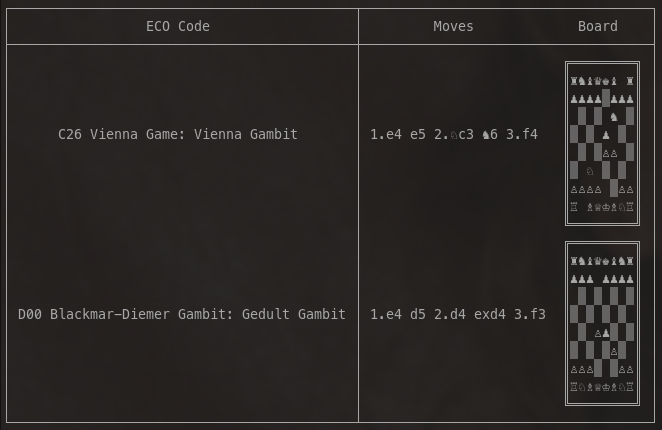 ECO Code Moves Board
C26 Vienna Game: Vienna Gambit 1.e4 e5 2.♘c3 ♞6 3.f4
D00 Blackmar–Diemer Gambit: Gedult Gambit 1.e4 d5 2.d4 exd4 3.f3